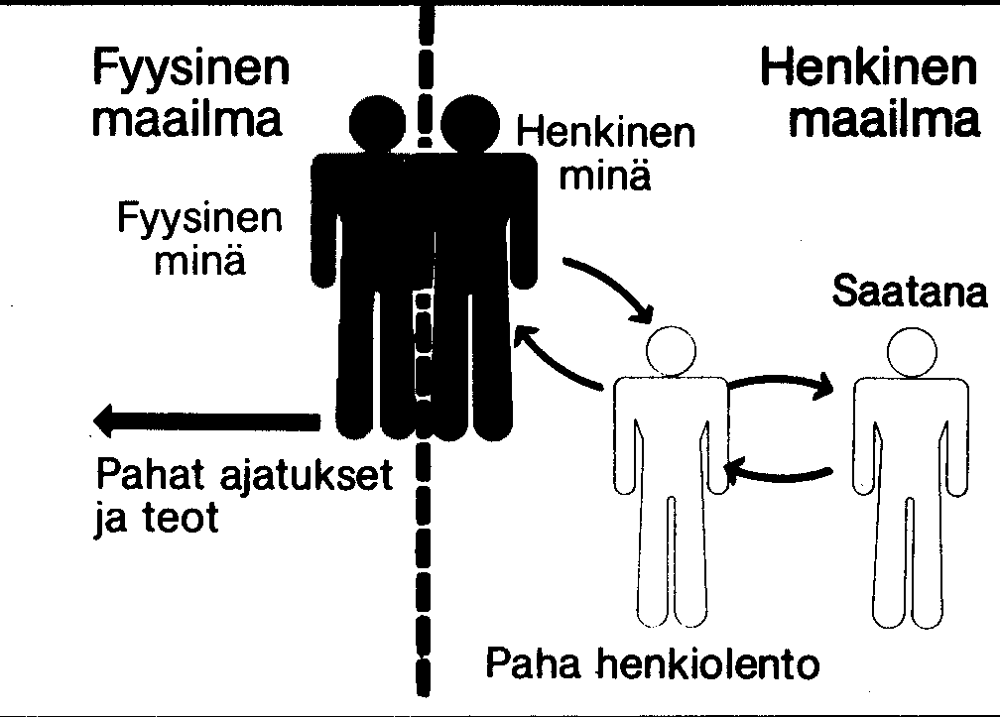 Fyysinen
maailma
Henkinen
maailma
Henkinen
minä
Fyysinen
minä
Saatana
Pahat ajatukset
ja teot
Paha henkiolento